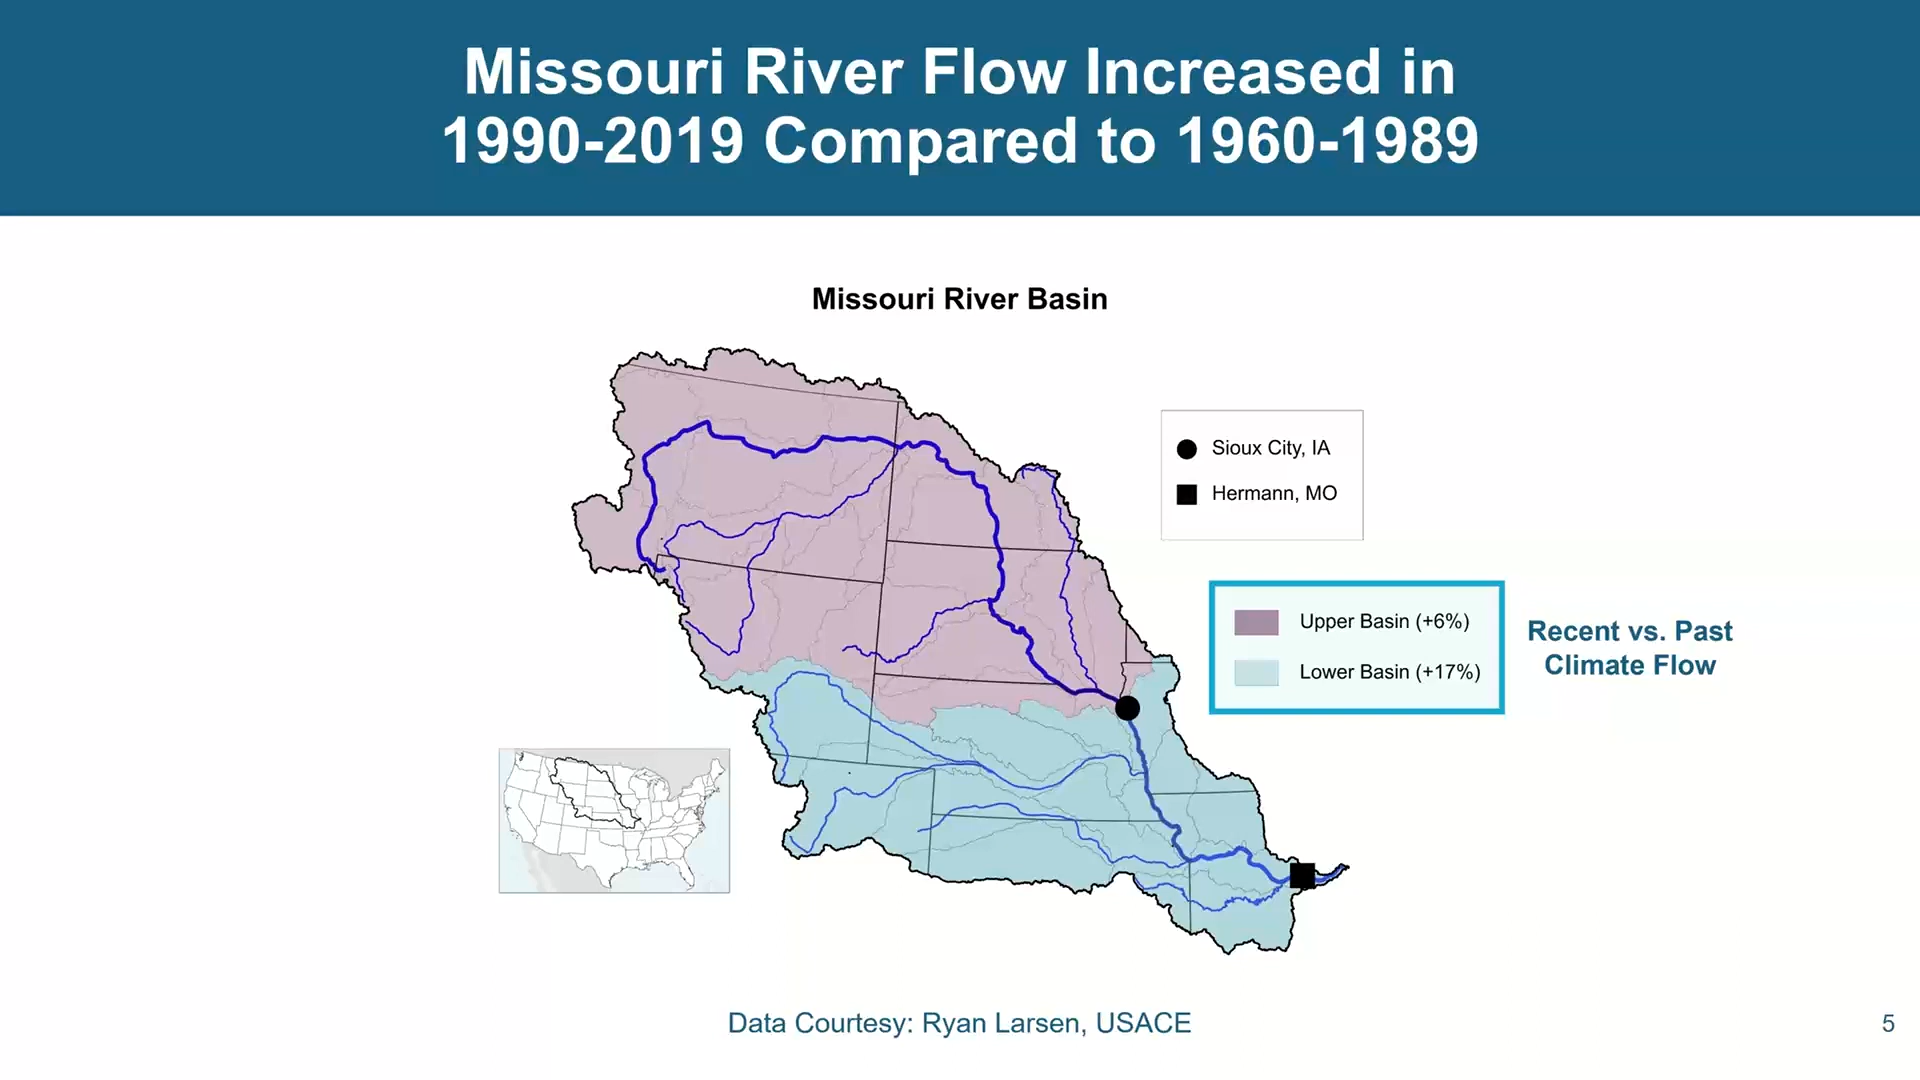 Missouri River Flow Increased in
1990-2019 Compared to 1960-1989
Missouri River Basin
Sioux City, IA
Hermann, MO
Upper Basin (+6%)
Lower Basin (+17%)
Recent vs. Past
Climate Flow
Data Courtesy: Ryan Larsen, USACE
5